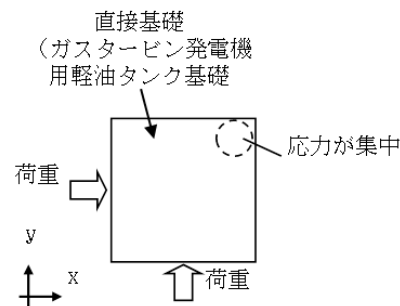 直接基礎
（ガスタービン発電機
用軽油タンク基礎
応力が集中
荷重
y
x
荷重